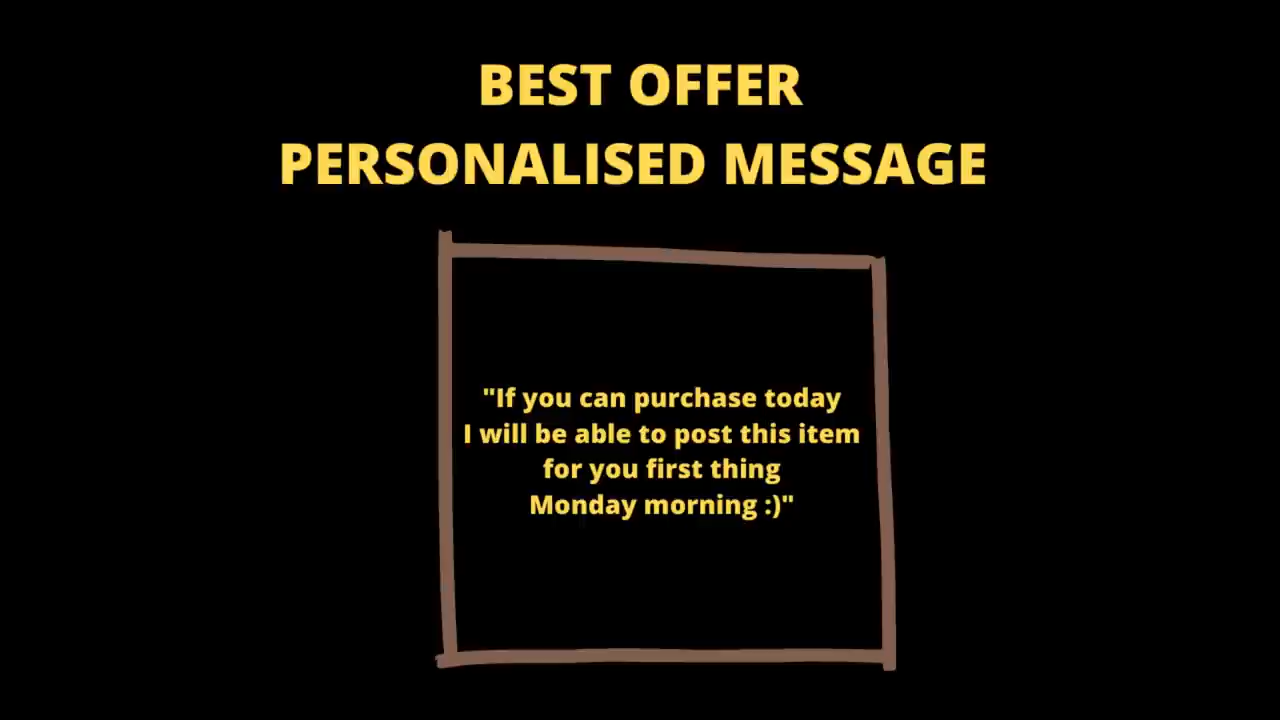 BEST OFFER
PERSONALISED MESSAGE
"If you can purchase today
I will be able to post this item
for you first thing
Monday morning :)"